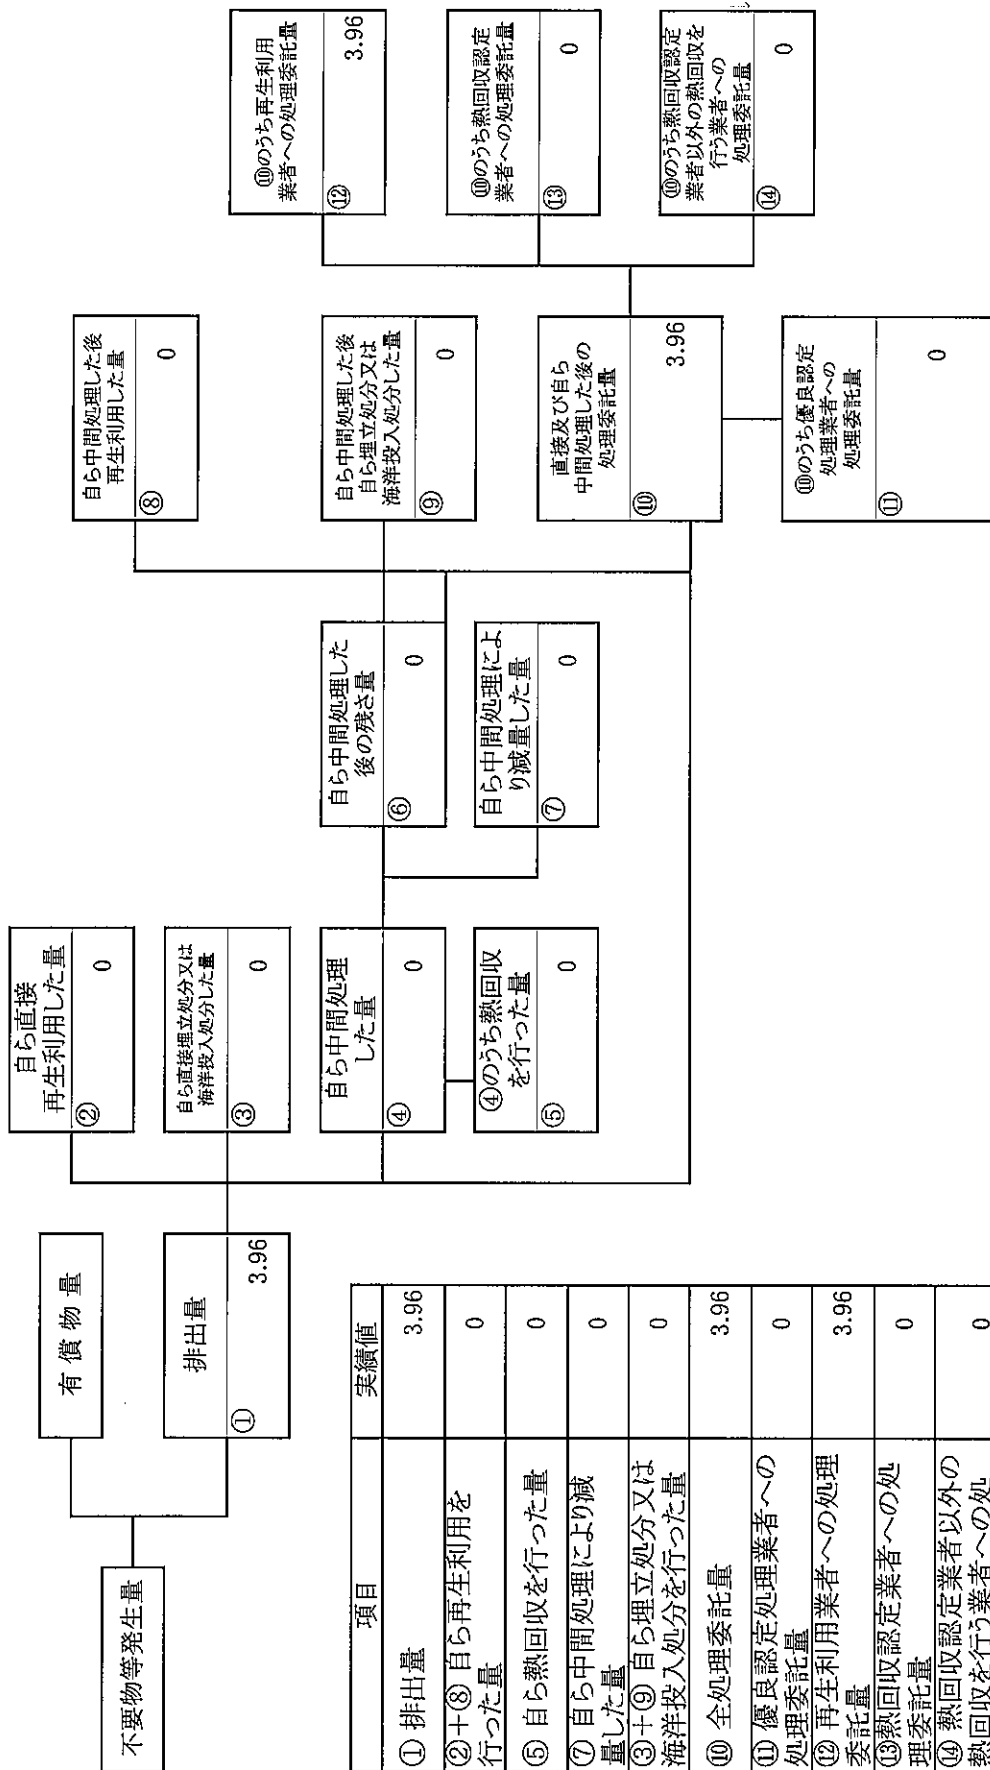 不要物等発生量
有償物量
排出量
①
3.96
自ら直接
再生利用した量
②
0
自ら直接埋立処分又は
海洋投入処分した量
③
0
自ら中間処理
した量
④
0
④のうち熱回収
を行った量
⑤
0
自ら中間処理した
後の残さ量
⑥
0
自ら中間処理によ
り減量した量
⑦
0
自ら中間処理した後
再生利用した量
⑧
0
自ら中間処理した後
自ら埋立処分又は
海洋投入処分した量
⑨
0
直接及び自ら
中間処理した後の
処理委託量
⑩
3.96
⑩のうち優良認定
処理業者への
処理委託量
⑪
0
⑩のうち再生利用
業者への処理委託量
⑫
3.96
⑩のうち熱回収認定
業者への処理委託量
⑬
0
⑩のうち熱回収認定
業者以外の熱回収を
行う業者への
処理委託量
⑭
0
項目 実績値
① 排出量 3.96
②＋⑧ 自ら再生利用を
行った量 0
⑤ 自ら熱回収を行った量 0
⑦ 自ら中間処理により減
量した量 0
③＋⑨ 自ら埋立処分又は
海洋投入処分を行った量 0
⑩ 全処理委託量 3.96
⑪ 優良認定処理業者への
処理委託量 0
⑫ 再生利用業者への処理
委託量 3.96
⑬熱回収認定業者への処
理委託量 0
⑭ 熱回収認定業者以外の
熱回収を行う業者への処 0